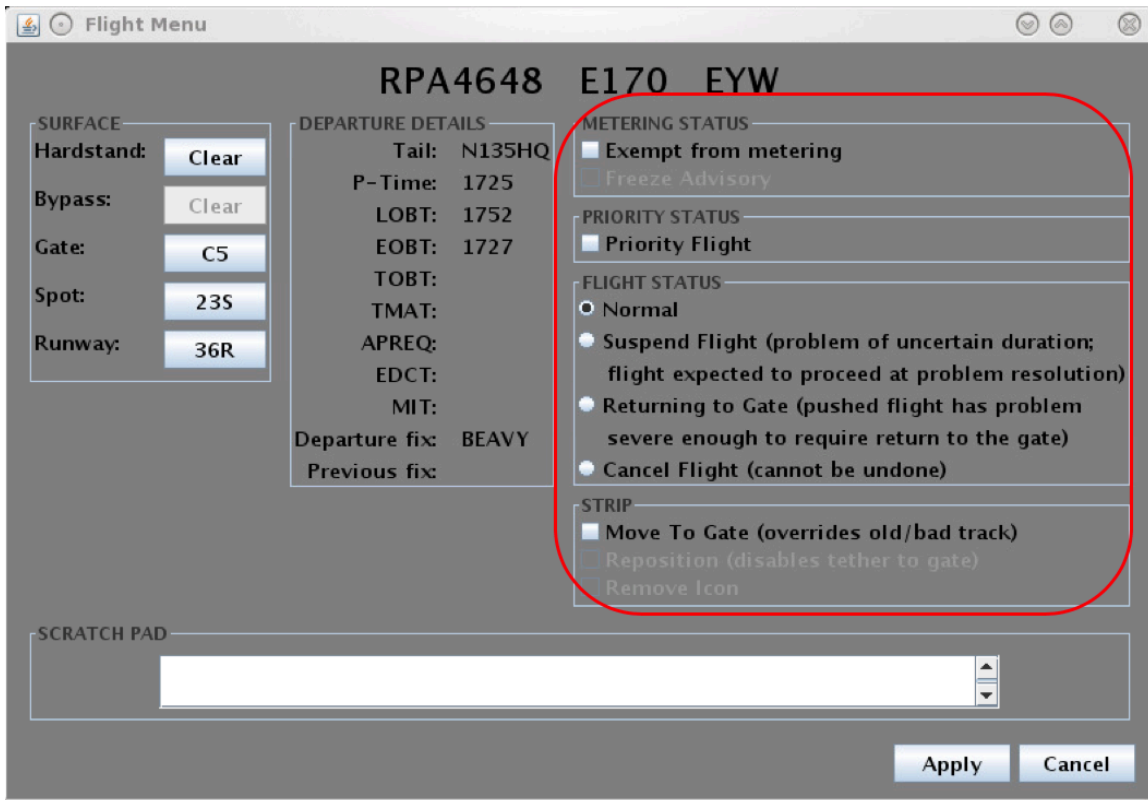 Flight Menu
RPA4648 E170 EYW
SURFACE
Hardstand: Clear
Bypass: Clear
Gate: C5
Spot: 23S
Runway: 36R
DEPARTURE DETAILS
Tail: N135HQ
P-Time: 1725
LOBT: 1752
EOBT: 1727
TOBT:
TMAT:
APREQ:
EDCT:
MIT:
Departure fix: BEAVY
Previous fix:
METERING STATUS
Exempt from metering
Freeze Advisory
PRIORITY STATUS
Priority Flight
FLIGHT STATUS
Normal
Suspend Flight (problem of uncertain duration;
flight expected to proceed at problem resolution)
Returning to Gate (pushed flight has problem
severe enough to require return to the gate)
Cancel Flight (cannot be undone)
STRIP
Move To Gate (overrides old/bad track)
Reposition (disables tether to gate)
Remove Icon
SCRATCH PAD
Apply Cancel